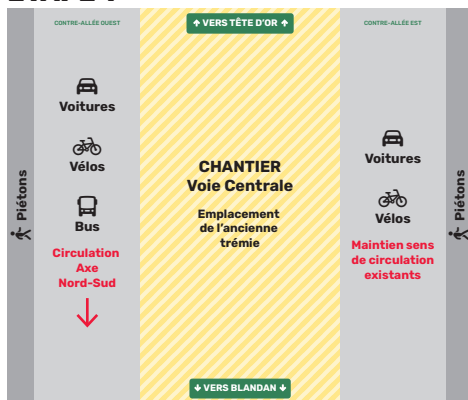 CONTRE-ALLÉE OUEST
↑ VERS TÊTE D'OR ↑
CONTRE-ALLÉE EST
Voitures
Vélos
Bus
Circulation
Axe
Nord-Sud
Piétons
CHANTIER
Voie Centrale
Emplacement
de l'ancienne
trémie
Voitures
Vélos
Maintien sens
de circulation
existants
Piétons
↓ VERS BLANDAN ↓